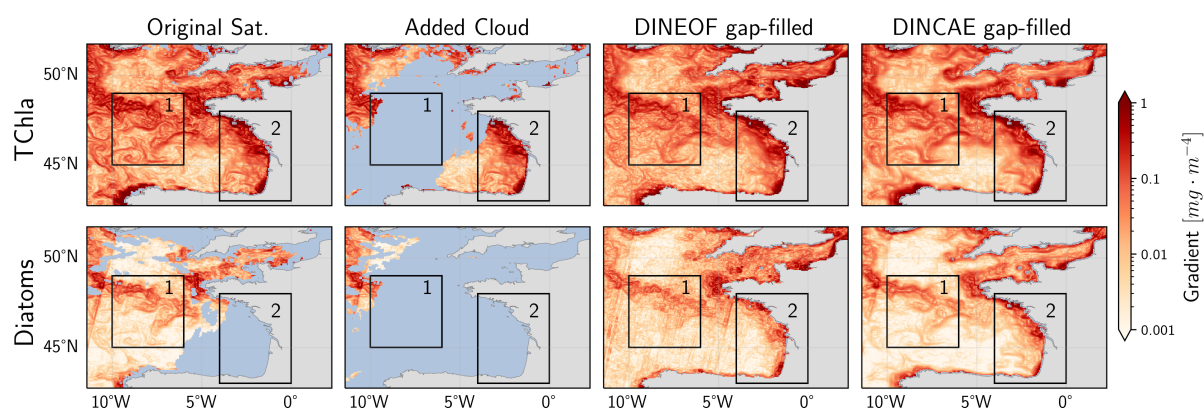 Original Sat.
Added Cloud
DINEOF gap-filled
DINCAE gap-filled
TChla
50°N
45°N
1
2
1
2
1
2
1
2
Diatoms
50°N
45°N
1
2
1
2
1
2
1
2
10°W 5°W 0°
10°W 5°W 0°
10°W 5°W 0°
10°W 5°W 0°
1
0.1
0.01
0.001
Gradient [mg · m⁻⁴]